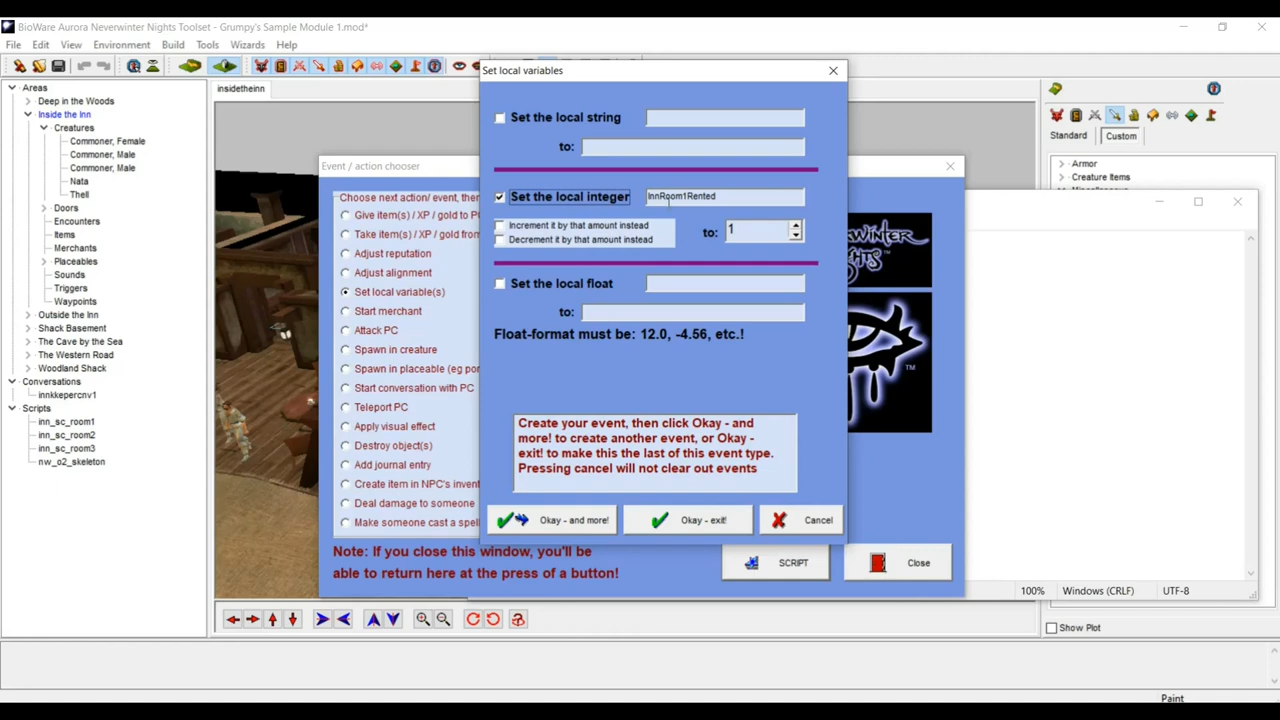 BioWare Aurora Neverwinter Nights Toolset - Grumpy's Sample Module 1.mod*
File Edit View Environment Build Tools Wizards Help
Areas
Deep in the Woods
Inside the Inn
Creatures
Commoner, Female
Commoner, Male
Commoner, Male
Nata
Thell
Doors
Encounters
Items
Merchants
Placeables
Sounds
Triggers
Waypoints
Outside the Inn
Shack Basement
The Cave by the Sea
The Western Road
Woodland Shack
Conversations
innkkepercnv1
Scripts
inn_sc_room1
inn_sc_room2
inn_sc_room3
nw_o2_skeleton
insidetheinn
Event / action chooser
Choose next action/ event, then
Give item(s) / XP / gold to PC
Take item(s) / XP / gold from
Adjust reputation
Adjust alignment
Set local variable(s)
Start merchant
Attack PC
Spawn in creature
Spawn in placeable (eg por
Start conversation with PC
Teleport PC
Apply visual effect
Destroy object(s)
Add journal entry
Create item in NPC's invent
Deal damage to someone
Make someone cast a spell
Note: If you close this window, you'll be
able to return here at the press of a button!
SCRIPT
Close
Set local variables
Set the local string
to:
Set the local integer InnRoom1Rented
Increment it by that amount instead
Decrement it by that amount instead
to: 1
Set the local float
to:
Float-format must be: 12.0, -4.56, etc.!
Create your event, then click Okay - and
more! to create another event, or Okay -
exit! to make this the last of this event type.
Pressing cancel will not clear out events
Okay - and more!
Okay - exit!
Cancel
TM
TM
Standard Custom
Armor
Creature Items
100% Windows (CRLF) UTF-8
Show Plot
Paint